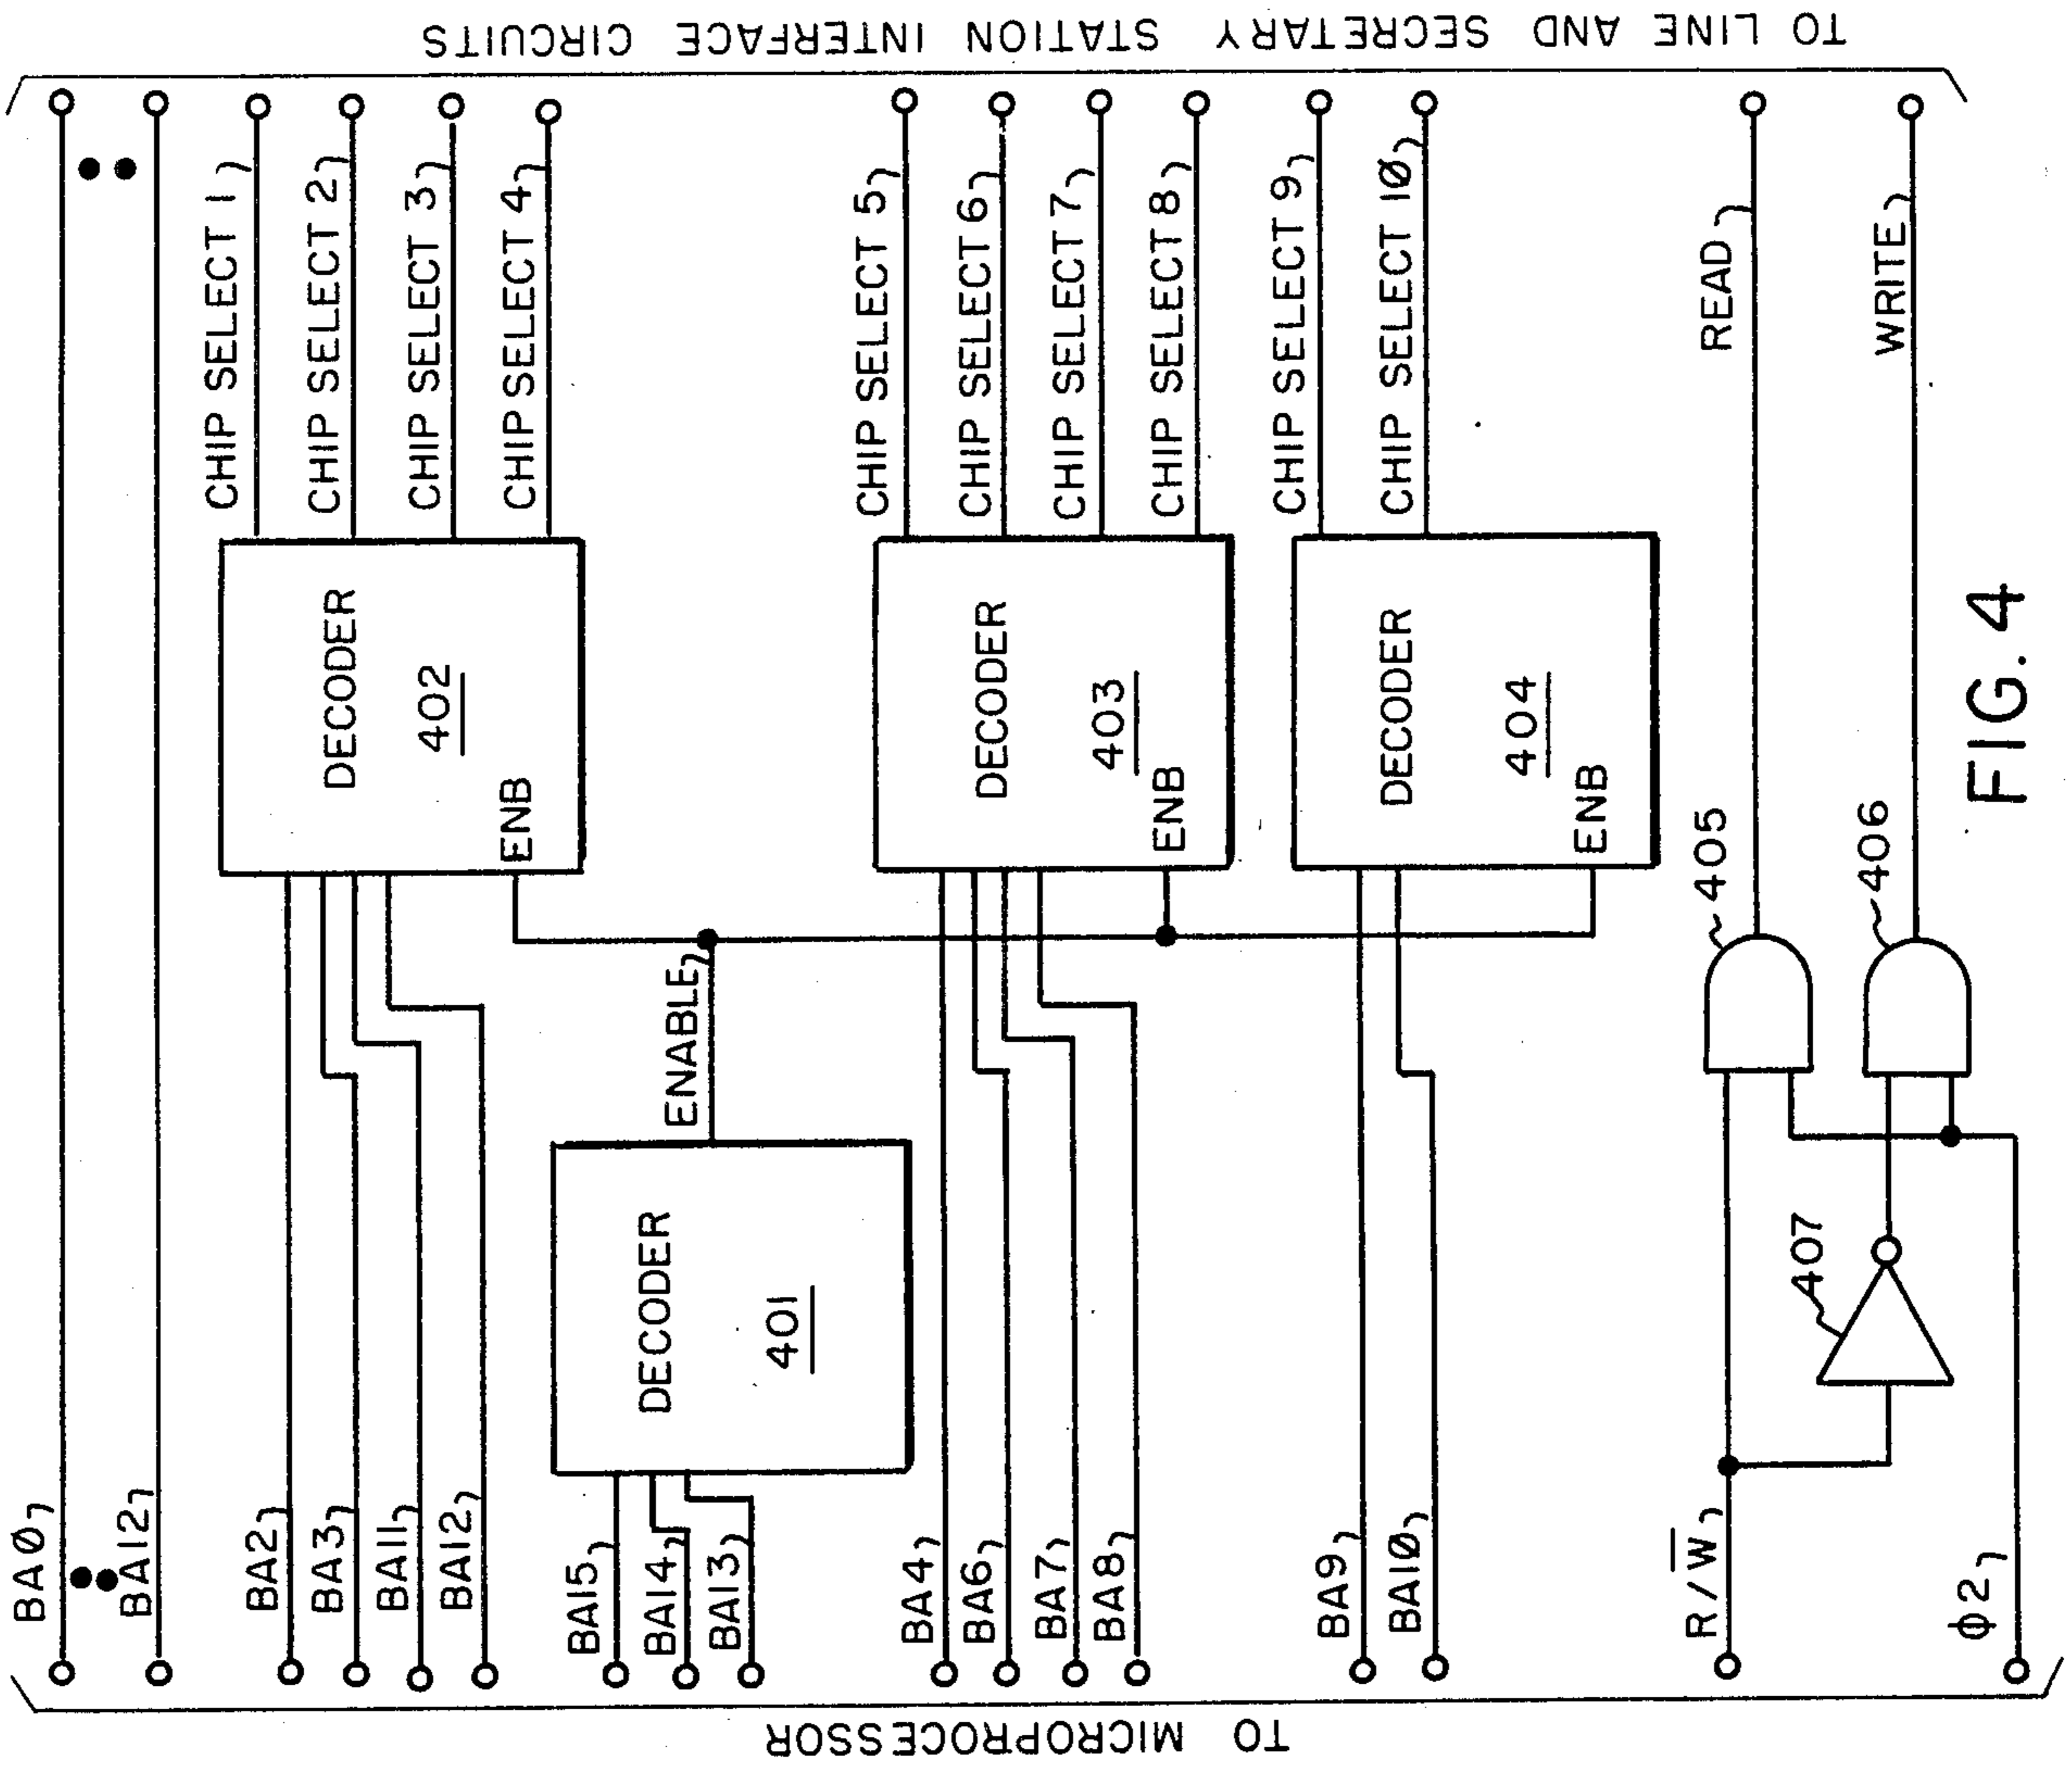 BAØ
BA12
BA2
BA3
BA11
BA12
BA15
BA14
BA13
BA4
BA6
BA7
BA8
BA9
BA1Ø
R/W̅
ϕ2
TO MICROPROCESSOR
DECODER
401
ENABLE
DECODER
402
ENB
DECODER
403
ENB
DECODER
404
ENB
405
406
407
CHIP SELECT 1
CHIP SELECT 2
CHIP SELECT 3
CHIP SELECT 4
CHIP SELECT 5
CHIP SELECT 6
CHIP SELECT 7
CHIP SELECT 8
CHIP SELECT 9
CHIP SELECT 1Ø
READ
WRITE
TO LINE AND SECRETARY STATION INTERFACE CIRCUITS
FIG. 4